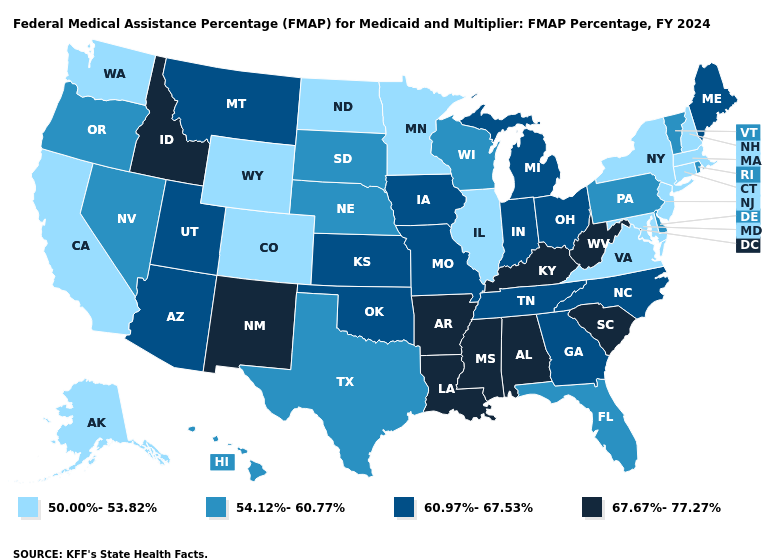 Federal Medical Assistance Percentage (FMAP) for Medicaid and Multiplier: FMAP Percentage, FY 2024
WA
MT
ND
MN
ME
OR
ID
WY
SD
WI
MI
NY
VT
NH
MA
RI
CT
NJ
DE
MD
DC
NV
UT
CO
NE
IA
IL
IN
OH
PA
CA
KS
MO
KY
WV
VA
AZ
NM
OK
AR
TN
NC
TX
LA
MS
AL
GA
SC
FL
AK
HI
50.00%- 53.82%
54.12%- 60.77%
60.97%- 67.53%
67.67%- 77.27%
SOURCE: KFF's State Health Facts.